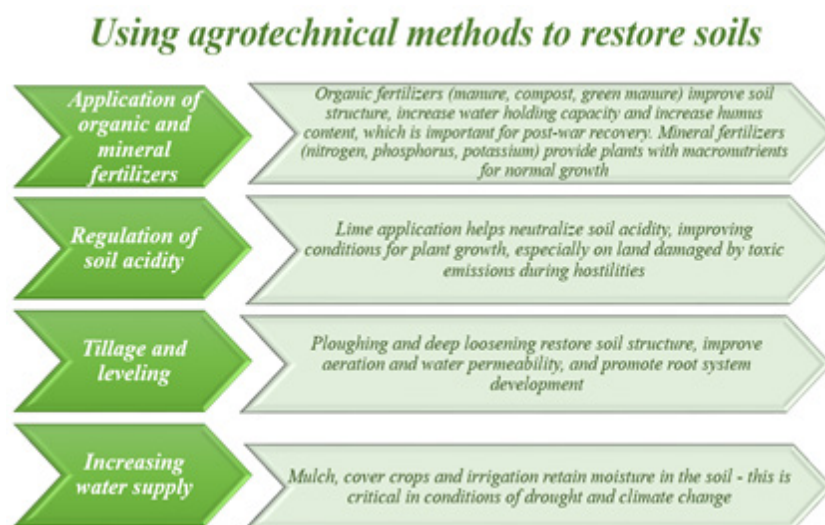 Using agrotechnical methods to restore soils
Application of
organic and
mineral
fertilizers
Organic fertilizers (manure, compost, green manure) improve soil
structure, increase water holding capacity and increase humus
content, which is important for post-war recovery. Mineral fertilizers
(nitrogen, phosphorus, potassium) provide plants with macronutrients
for normal growth
Regulation of
soil acidity
Lime application helps neutralize soil acidity, improving
conditions for plant growth, especially on land damaged by toxic
emissions during hostilities
Tillage and
leveling
Ploughing and deep loosening restore soil structure, improve
aeration and water permeability, and promote root system
development
Increasing
water supply
Mulch, cover crops and irrigation retain moisture in the soil - this is
critical in conditions of drought and climate change